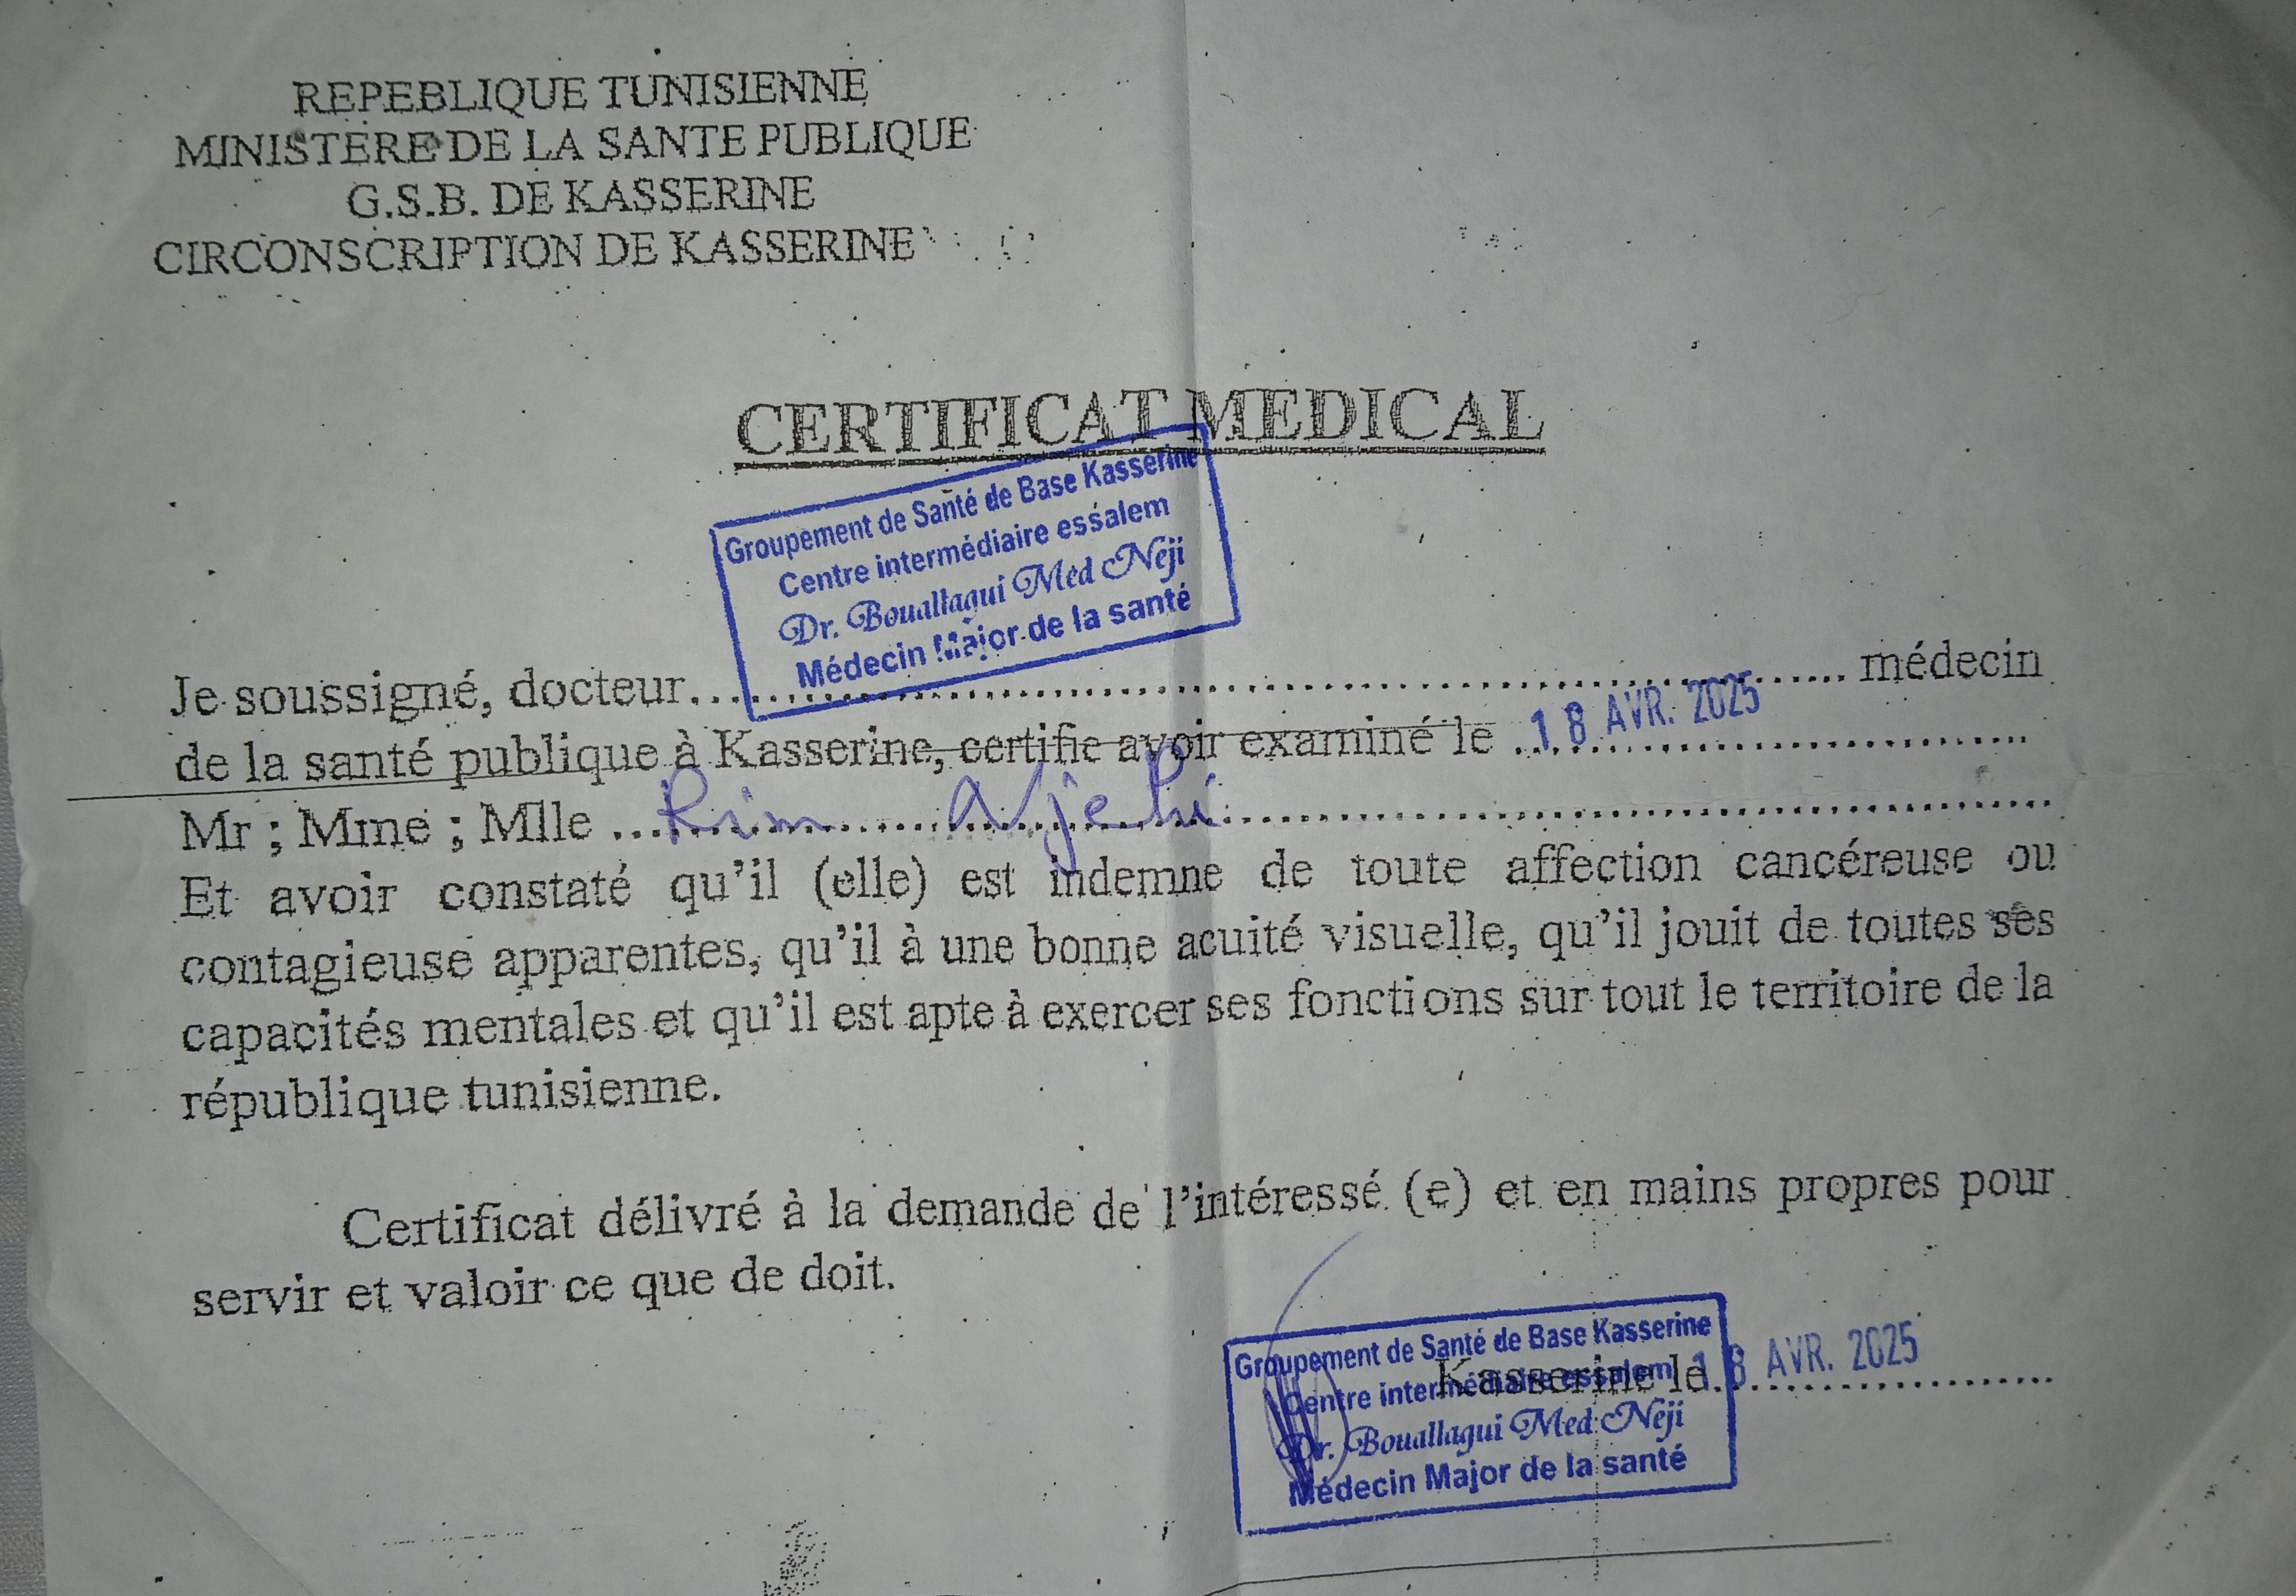 REPEBLIQUE TUNISIENNE
MINISTERE DE LA SANTE PUBLIQUE
G.S.B. DE KASSERINE
CIRCONSCRIPTION DE KASSERINE
CERTIFICAT MEDICAL
Groupement de Santé de Base Kasserine
Centre intermédiaire essalem
Dr. Bouallagui Med Neji
Médecin Major de la santé
Je soussigné, docteur.......... médecin
de la santé publique à Kasserine, certifie avoir examiné le 18 AVR. 2025
Mr ; Mme ; Mlle Rim Njehi
Et avoir constaté qu'il (elle) est indemne de toute affection cancéreuse ou
contagieuse apparentes, qu'il à une bonne acuité visuelle, qu'il jouit de toutes ses
capacités mentales et qu'il est apte à exercer ses fonctions sur tout le territoire de la
république tunisienne.
Certificat délivré à la demande de l'intéressé (e) et en mains propres pour
servir et valoir ce que de doit.
Kasserine le 18 AVR. 2025
Groupement de Santé de Base Kasserine
Centre intermédiaire essalem
Dr. Bouallagui Med Neji
Médecin Major de la santé